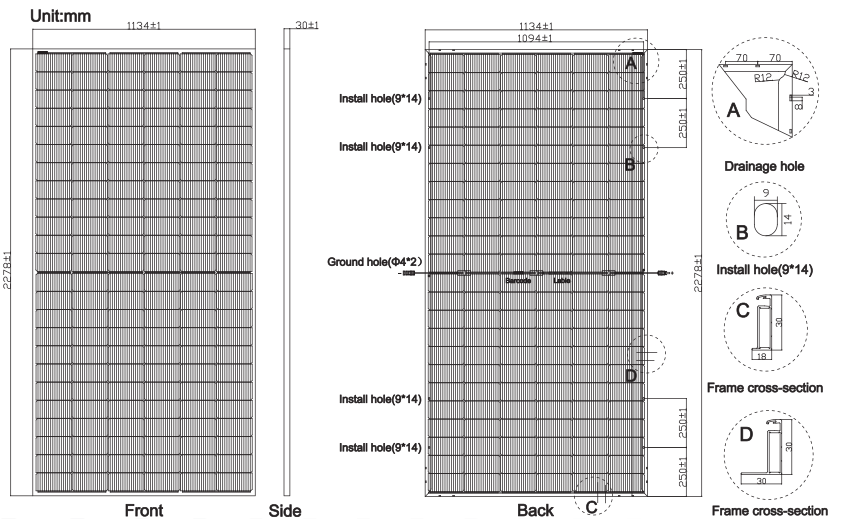 Unit:mm
1134±1
30±1
2278±1
Front
Side
1134±1
1094±1
A
250±1
Install hole(9*14)
250±1
Install hole(9*14)
B
Ground hole(Φ4*2)
Barcode
Lable
2278±1
D
Install hole(9*14)
250±1
Install hole(9*14)
250±1
C
Back
70
70
R12
R12
3
8
A
Drainage hole
9
14
B
Install hole(9*14)
C
30
18
Frame cross-section
D
30
30
Frame cross-section